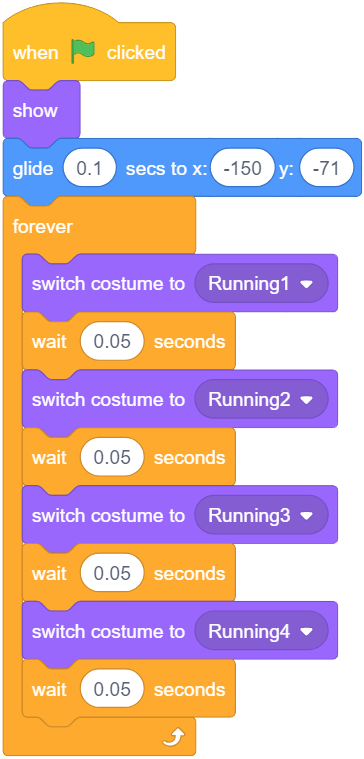 when clicked
show
glide 0.1 secs to x: -150 y: -71
forever
switch costume to Running1
wait 0.05 seconds
switch costume to Running2
wait 0.05 seconds
switch costume to Running3
wait 0.05 seconds
switch costume to Running4
wait 0.05 seconds